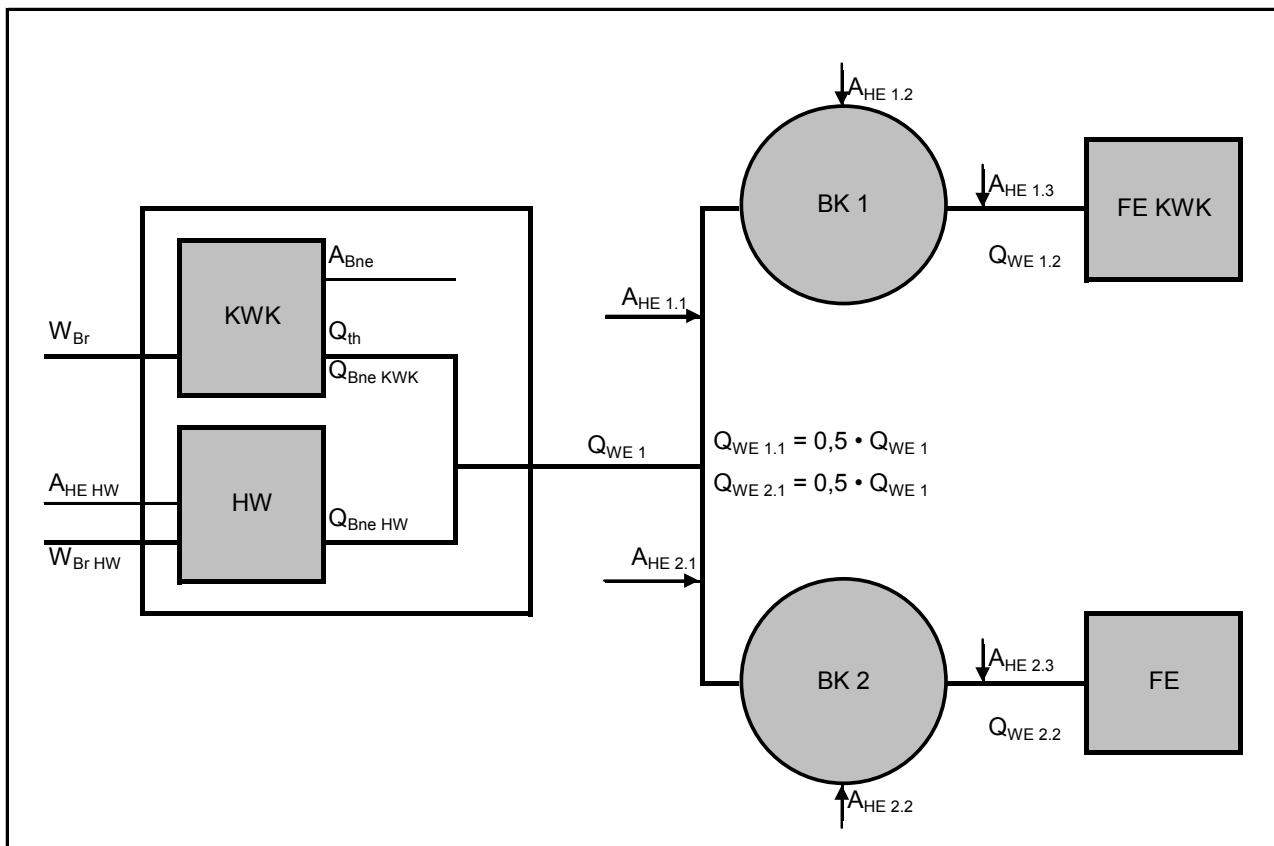 A_HE 1.2
BK 1
A_HE 1.3
FE KWK
Q_WE 1.2
A_Bne
KWK
W_Br
Q_th
Q_Bne KWK
A_HE 1.1
Q_WE 1
Q_WE 1.1 = 0,5 • Q_WE 1
Q_WE 2.1 = 0,5 • Q_WE 1
A_HE HW
HW
Q_Bne HW
W_Br HW
A_HE 2.1
BK 2
A_HE 2.3
FE
Q_WE 2.2
A_HE 2.2